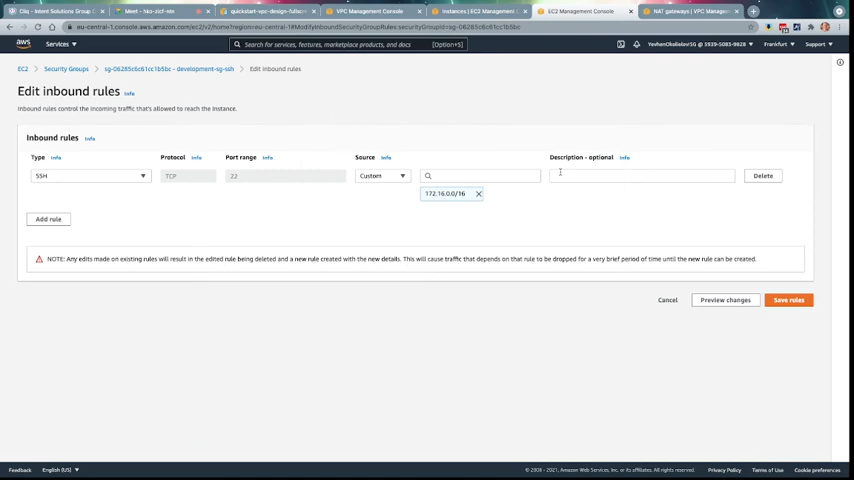 Cliq - Intent Solutions Group C
Meet - hko-zicf-ntn
quickstart-vpc-design-fullscre
VPC Management Console
Instances | EC2 Management
EC2 Management Console
NAT gateways | VPC Manage
eu-central-1.console.aws.amazon.com/ec2/v2/home?region=eu-central-1#ModifyInboundSecurityGroupRules:securityGroupId=sg-06285c6c61cc1b5bc
aws Services Search for services, features, marketplace products, and docs [Option+S] YevhenOkolielovISG @ 5939-5083-9628 Frankfurt Support
EC2 Security Groups sg-06285c6c61cc1b5bc - development-sg-ssh Edit inbound rules
Edit inbound rules Info
Inbound rules control the incoming traffic that's allowed to reach the instance.
Inbound rules Info
Type Info Protocol Info Port range Info Source Info Description - optional Info
SSH TCP 22 Custom Delete
172.16.0.0/16
Add rule
NOTE: Any edits made on existing rules will result in the edited rule being deleted and a new rule created with the new details. This will cause traffic that depends on that rule to be dropped for a very brief period of time until the new rule can be created.
Cancel Preview changes Save rules
Feedback English (US) © 2008 - 2021, Amazon Web Services, Inc. or its affiliates. All rights reserved. Privacy Policy Terms of Use Cookie preferences